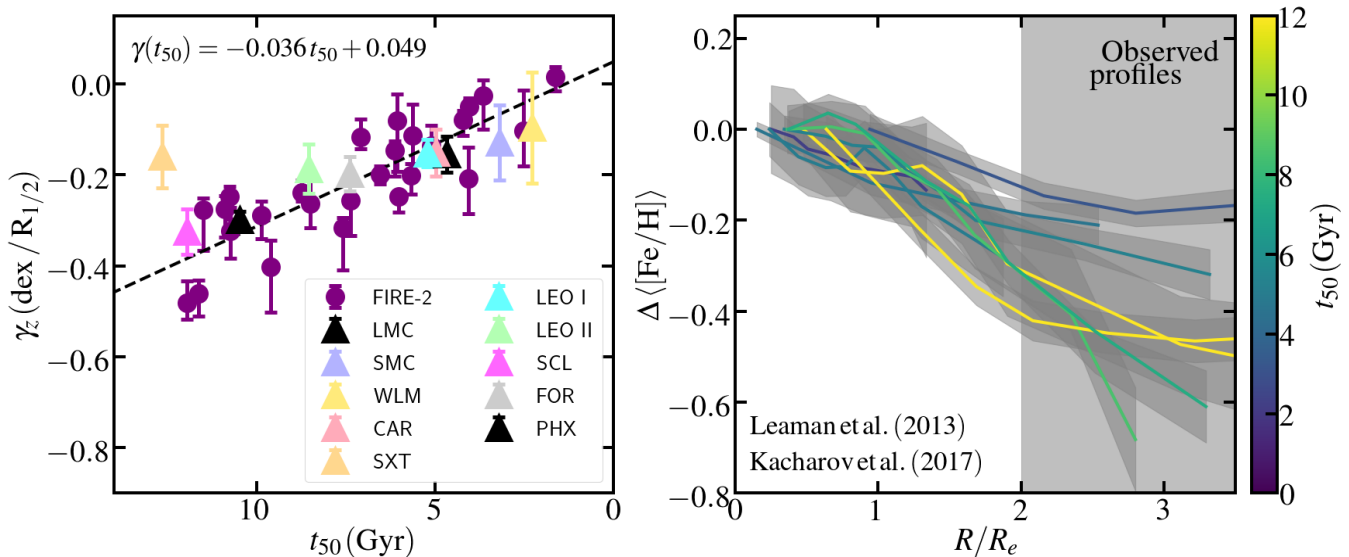 γ(t50) = −0.036 t50 + 0.049
γz (dex / R1/2)
0.0
−0.2
−0.4
−0.6
−0.8
10
5
0
t50 (Gyr)
FIRE-2
LMC
SMC
WLM
CAR
SXT
LEO I
LEO II
SCL
FOR
PHX
Δ⟨[Fe/H]⟩
0.2
0.0
−0.2
−0.4
−0.6
−0.8
0
1
2
3
R/Re
Observed
profiles
Leaman et al. (2013)
Kacharov et al. (2017)
12
10
8
6
4
2
0
t50 (Gyr)